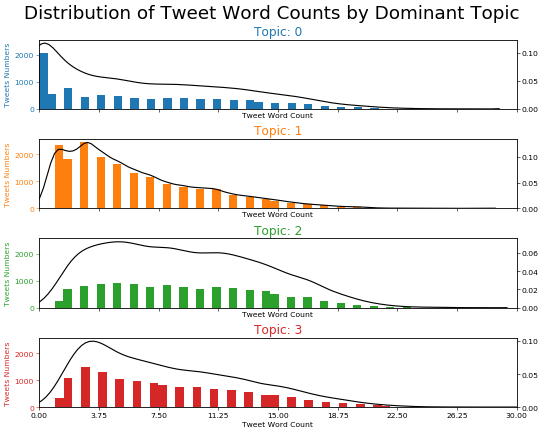 Distribution of Tweet Word Counts by Dominant Topic
Topic: 0
Tweets Numbers
2000
1000
0
0.10
0.05
0.00
Tweet Word Count
Topic: 1
Tweets Numbers
2000
1000
0
0.10
0.05
0.00
Tweet Word Count
Topic: 2
Tweets Numbers
2000
1000
0
0.06
0.04
0.02
0.00
Tweet Word Count
Topic: 3
Tweets Numbers
2000
1000
0
0.10
0.05
0.00
0.00 3.75 7.50 11.25 15.00 18.75 22.50 26.25 30.00
Tweet Word Count